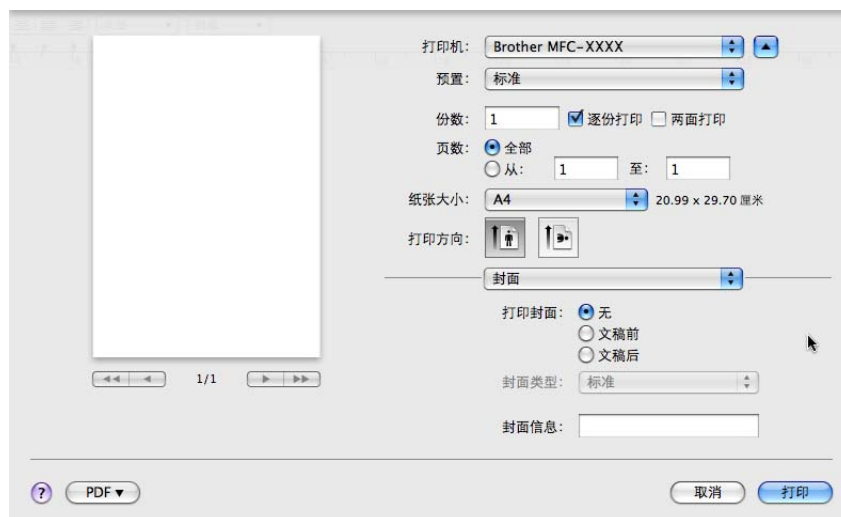 打印机: Brother MFC-XXXX
预置: 标准
份数: 1 逐份打印 两面打印
页数: 全部
从: 1 至: 1
纸张大小: A4 20.99 x 29.70 厘米
打印方向:
封面
打印封面: 无
文稿前
文稿后
1/1
封面类型: 标准
封面信息:
? PDF 取消 打印